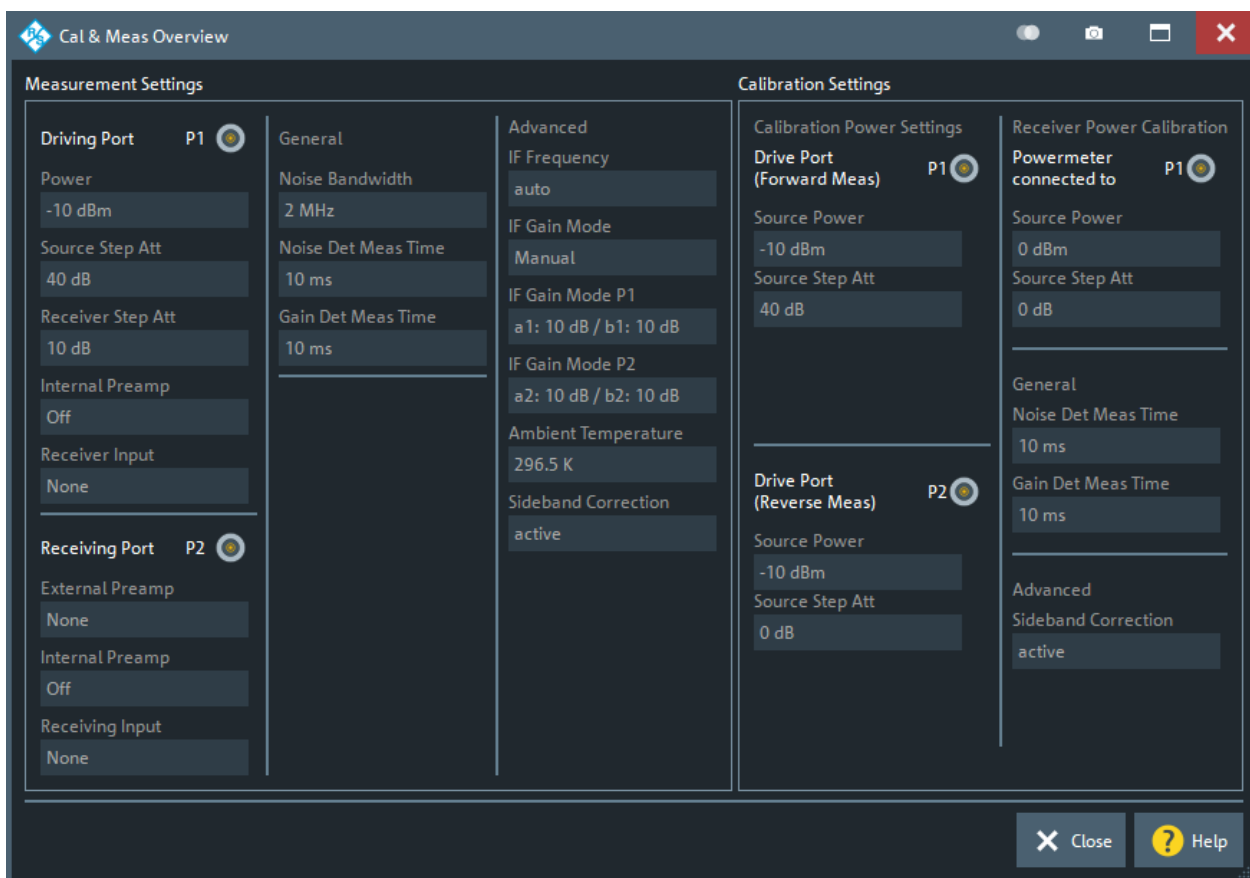 Cal & Meas Overview
Measurement Settings
Driving Port P1
Power
-10 dBm
Source Step Att
40 dB
Receiver Step Att
10 dB
Internal Preamp
Off
Receiver Input
None
Receiving Port P2
External Preamp
None
Internal Preamp
Off
Receiving Input
None
General
Noise Bandwidth
2 MHz
Noise Det Meas Time
10 ms
Gain Det Meas Time
10 ms
Advanced
IF Frequency
auto
IF Gain Mode
Manual
IF Gain Mode P1
a1: 10 dB / b1: 10 dB
IF Gain Mode P2
a2: 10 dB / b2: 10 dB
Ambient Temperature
296.5 K
Sideband Correction
active
Calibration Settings
Calibration Power Settings
Drive Port
(Forward Meas) P1
Source Power
-10 dBm
Source Step Att
40 dB
Drive Port
(Reverse Meas) P2
Source Power
-10 dBm
Source Step Att
0 dB
Receiver Power Calibration
Powermeter
connected to P1
Source Power
0 dBm
Source Step Att
0 dB
General
Noise Det Meas Time
10 ms
Gain Det Meas Time
10 ms
Advanced
Sideband Correction
active
Close
? Help